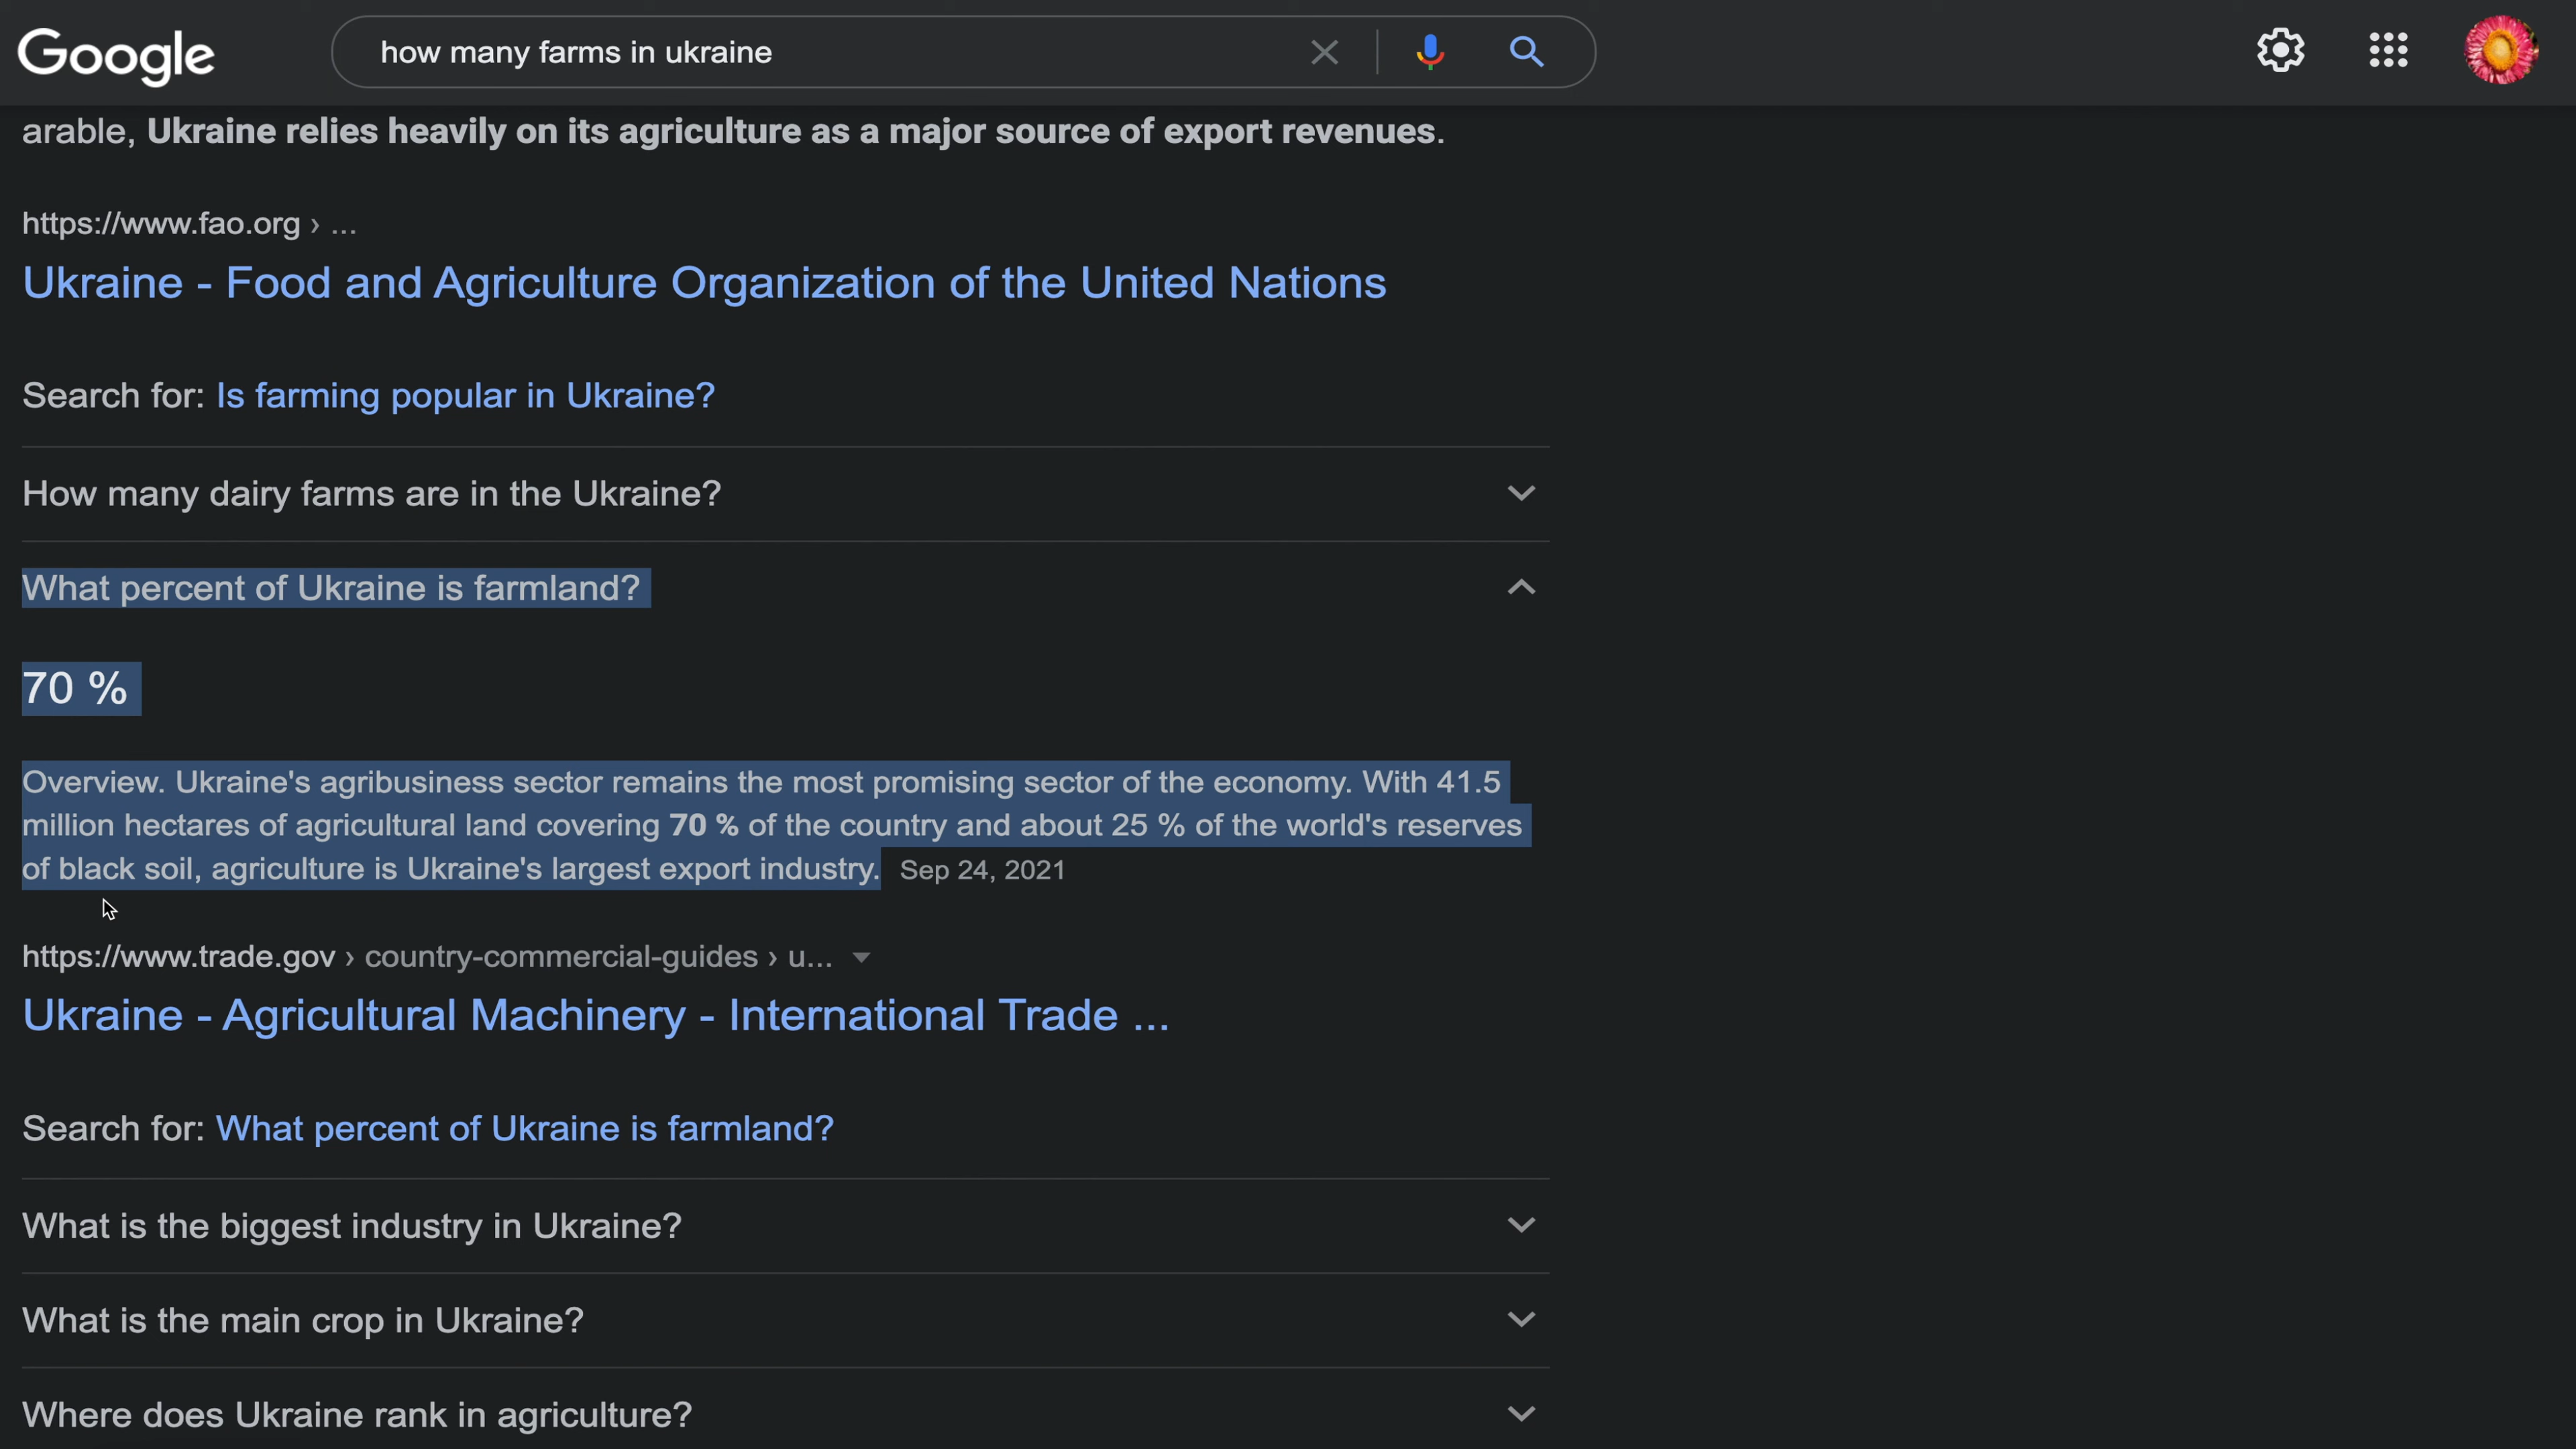 Google
how many farms in ukraine
arable, Ukraine relies heavily on its agriculture as a major source of export revenues.
https://www.fao.org › ...
Ukraine - Food and Agriculture Organization of the United Nations
Search for: Is farming popular in Ukraine?
How many dairy farms are in the Ukraine?
What percent of Ukraine is farmland?
70 %
Overview. Ukraine's agribusiness sector remains the most promising sector of the economy. With 41.5
million hectares of agricultural land covering 70 % of the country and about 25 % of the world's reserves
of black soil, agriculture is Ukraine's largest export industry. Sep 24, 2021
https://www.trade.gov › country-commercial-guides › u...
Ukraine - Agricultural Machinery - International Trade ...
Search for: What percent of Ukraine is farmland?
What is the biggest industry in Ukraine?
What is the main crop in Ukraine?
Where does Ukraine rank in agriculture?